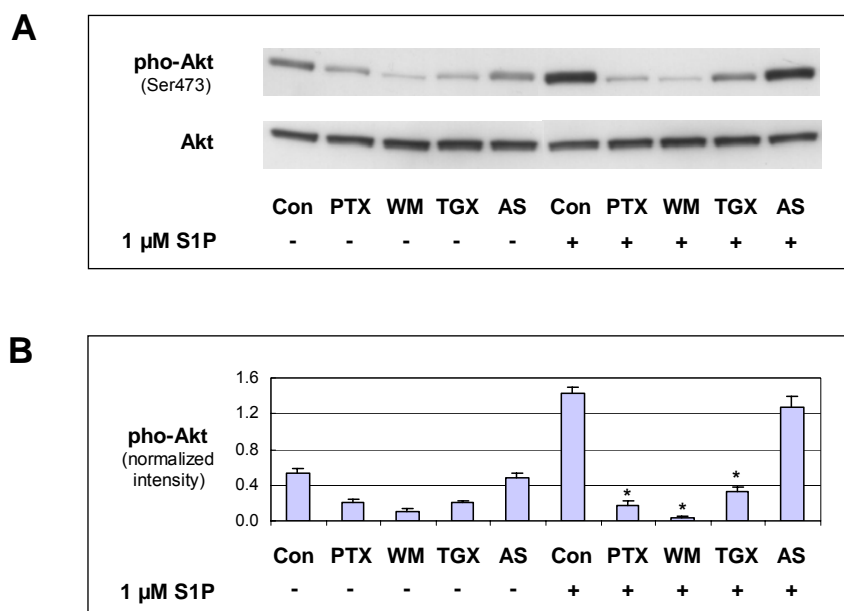 A
pho-Akt
(Ser473)
Akt
Con PTX WM TGX AS Con PTX WM TGX AS
1 µM S1P - - - - - + + + + +
B
1.6
1.2
0.8
0.4
0.0
pho-Akt
(normalized
intensity)
* * *
Con PTX WM TGX AS Con PTX WM TGX AS
1 µM S1P - - - - - + + + + +